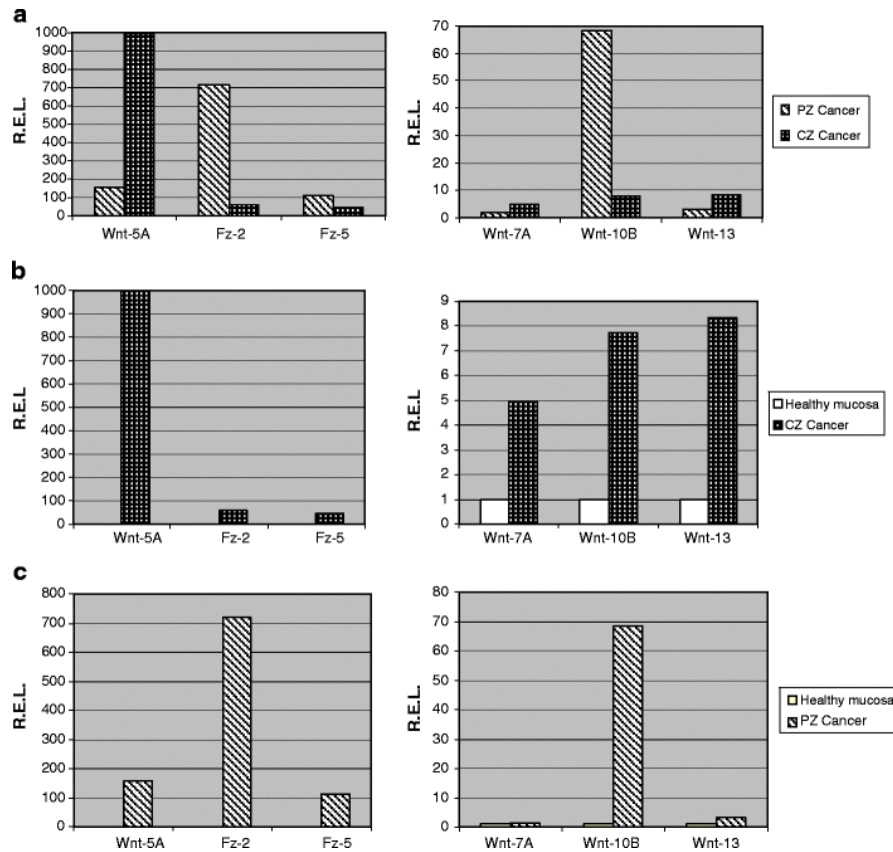 a
1000
900
800
700
600
500
400
300
200
100
0
R.E.L.
Wnt-5A Fz-2 Fz-5
70
60
50
40
30
20
10
0
R.E.L.
Wnt-7A Wnt-10B Wnt-13
PZ Cancer
CZ Cancer
b
1000
900
800
700
600
500
400
300
200
100
0
R.E.L
Wnt-5A Fz-2 Fz-5
9
8
7
6
5
4
3
2
1
0
R.E.L.
Wnt-7A Wnt-10B Wnt-13
Healthy mucosa
CZ Cancer
c
800
700
600
500
400
300
200
100
0
R.E.L.
Wnt-5A Fz-2 Fz-5
80
70
60
50
40
30
20
10
0
R.E.L.
Wnt-7A Wnt-10B Wnt-13
Healthy mucosa
PZ Cancer